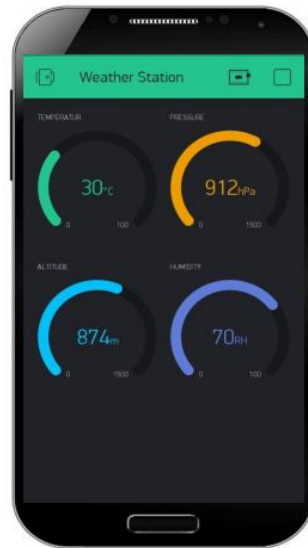 Weather Station
TEMPERATUR
PRESSURE
30°C
912hPa
0 100
0 1500
ALTITUDE
HUMIDITY
874m
70RH
0 1500
0 100